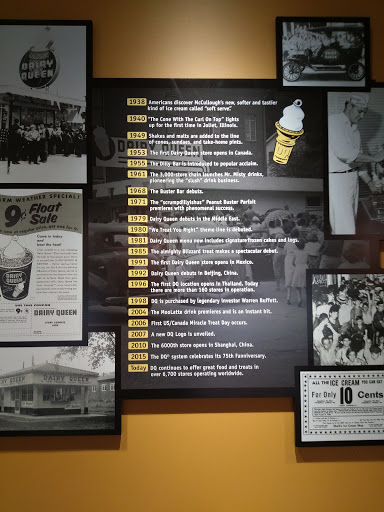 DAIRY
QUEEN
1938 Americans discover McCullough's new, softer and tastier
kind of ice cream called "soft serve."
1940 "The Cone With The Curl On Top" lights
up for the first time in Joliet, Illinois.
1949 Shakes and malts are added to the line
of cones, sundaes, and take-home pints.
1953 The first Dairy Queen store opens in Canada.
1955 The Dilly Bar is introduced to popular acclaim.
1961 The 3,000-store chain launches Mr. Misty drinks,
pioneering the "slush" drink business.
1968 The Buster Bar debuts.
1971 The "scrumpdillyishus" Peanut Buster Parfait
premieres with phenomenal success.
1979 Dairy Queen debuts in the Middle East.
1980 "We Treat You Right" theme line is debuted.
1981 Dairy Queen menu now includes signature frozen cakes and logs.
1985 The almighty Blizzard treat makes a spectacular debut.
1991 The first Dairy Queen store opens in Mexico.
1992 Dairy Queen debuts in Beijing, China.
1996 The first DQ location opens in Thailand. Today
there are more than 160 stores in operation.
1998 DQ is purchased by legendary investor Warren Buffett.
2004 The MooLatte drink premieres and is an instant hit.
2006 First US/Canada Miracle Treat Day occurs.
2007 A new DQ Logo is unveiled.
2010 The 6000th store opens in Shanghai, China.
2015 The DQ® system celebrates its 75th Fanniversary.
Today DQ continues to offer great food and treats in
over 6,700 stores operating worldwide.
WARM WEATHER SPECIAL!
9¢ Float
Sale
DAIRY QUEEN
DAIRY QUEEN
ALL THE ICE CREAM YOU CAN EAT
For Only 10 Cents